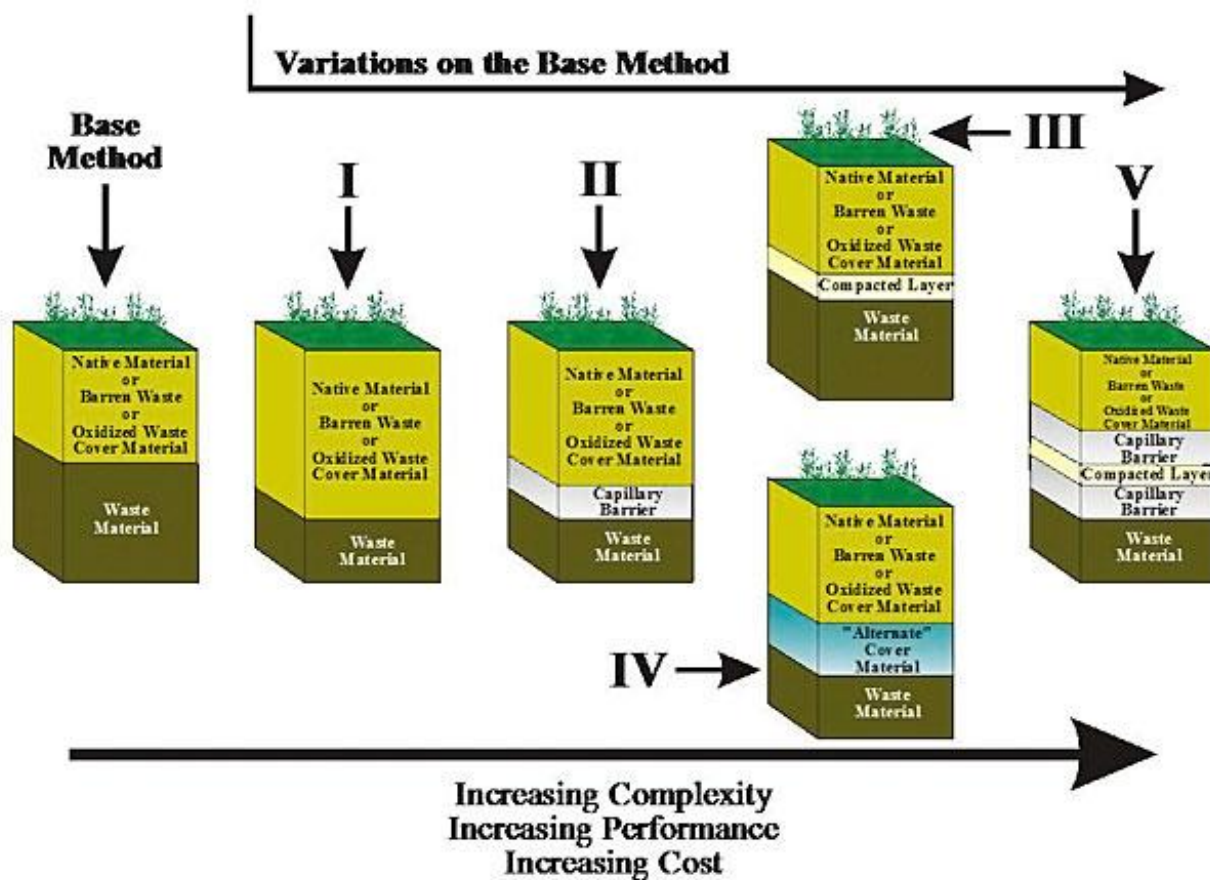 Variations on the Base Method
Base
Method
I
II
III
V
Native Material
or
Barren Waste
or
Oxidized Waste
Cover Material
Waste
Material
Native Material
or
Barren Waste
or
Oxidized Waste
Cover Material
Waste
Material
Native Material
or
Barren Waste
or
Oxidized Waste
Cover Material
Capillary
Barrier
Waste
Material
Native Material
or
Barren Waste
or
Oxidized Waste
Cover Material
Compacted Layer
Waste
Material
IV
Native Material
or
Barren Waste
or
Oxidized Waste
Cover Material
"Alternate"
Cover
Material
Waste
Material
Native Material
or
Barren Waste
or
Oxidized Waste
Cover Material
Capillary
Barrier
Compacted Layer
Capillary
Barrier
Waste
Material
Increasing Complexity
Increasing Performance
Increasing Cost